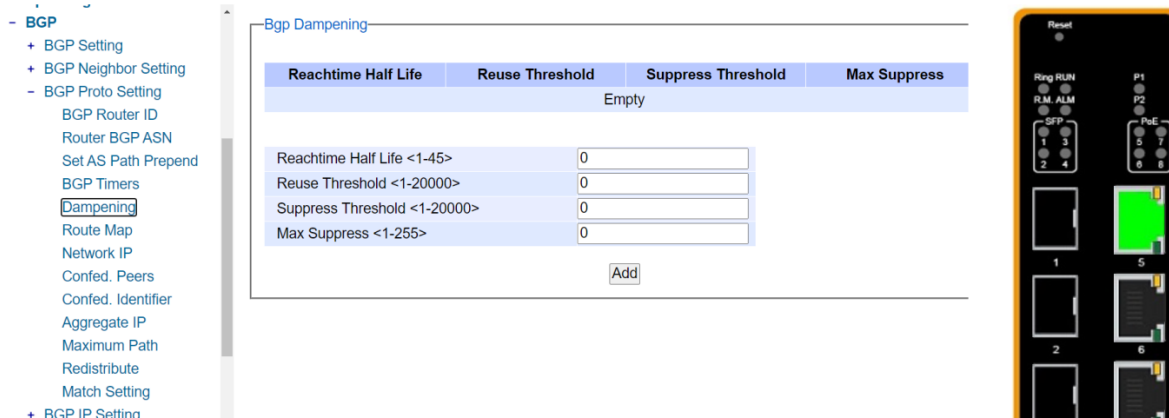 BGP
BGP Setting
BGP Neighbor Setting
BGP Proto Setting
BGP Router ID
Router BGP ASN
Set AS Path Prepend
BGP Timers
Dampening
Route Map
Network IP
Confed. Peers
Confed. Identifier
Aggregate IP
Maximum Path
Redistribute
Match Setting
BGP IP Setting
Bgp Dampening
Reachtime Half Life Reuse Threshold Suppress Threshold Max Suppress
Empty
Reachtime Half Life <1-45> 0
Reuse Threshold <1-20000> 0
Suppress Threshold <1-20000> 0
Max Suppress <1-255> 0
Add
Reset
Ring RUN P1
R.M. ALM P2
SFP PoE
1 3 5 7
2 4 6 8
1 5
2 6